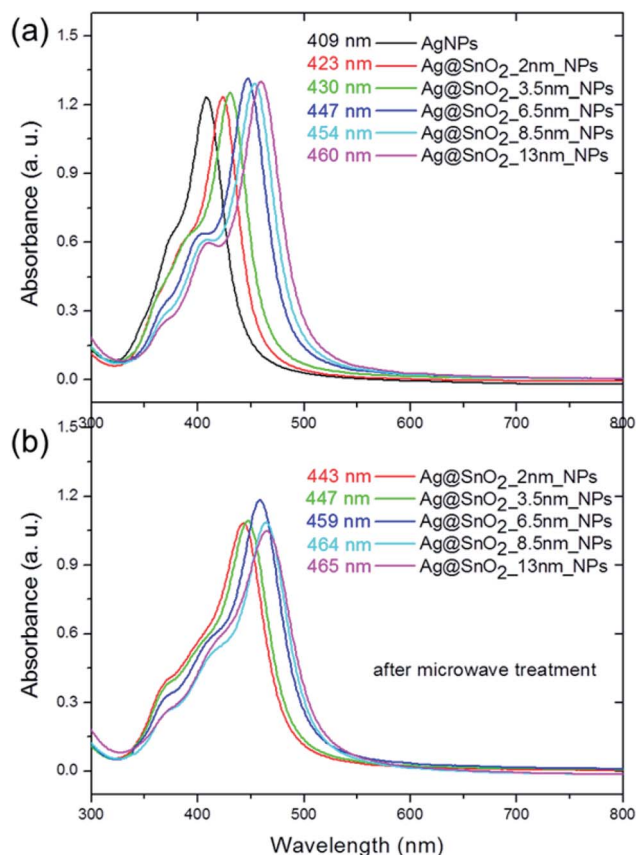 (a)
1.5
1.2
0.9
0.6
0.3
0.0
Absorbance (a. u.)
409 nm AgNPs
423 nm Ag@SnO2_2nm_NPs
430 nm Ag@SnO2_3.5nm_NPs
447 nm Ag@SnO2_6.5nm_NPs
454 nm Ag@SnO2_8.5nm_NPs
460 nm Ag@SnO2_13nm_NPs
300 400 500 600 700 800
(b)
1.5
1.2
0.9
0.6
0.3
0.0
Absorbance (a. u.)
443 nm Ag@SnO2_2nm_NPs
447 nm Ag@SnO2_3.5nm_NPs
459 nm Ag@SnO2_6.5nm_NPs
464 nm Ag@SnO2_8.5nm_NPs
465 nm Ag@SnO2_13nm_NPs
after microwave treatment
300 400 500 600 700 800
Wavelength (nm)